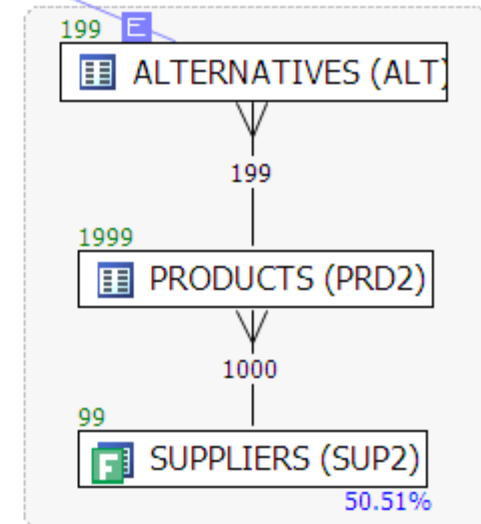 199 E
ALTERNATIVES (ALT)
199
1999
PRODUCTS (PRD2)
1000
99
F SUPPLIERS (SUP2)
50.51%